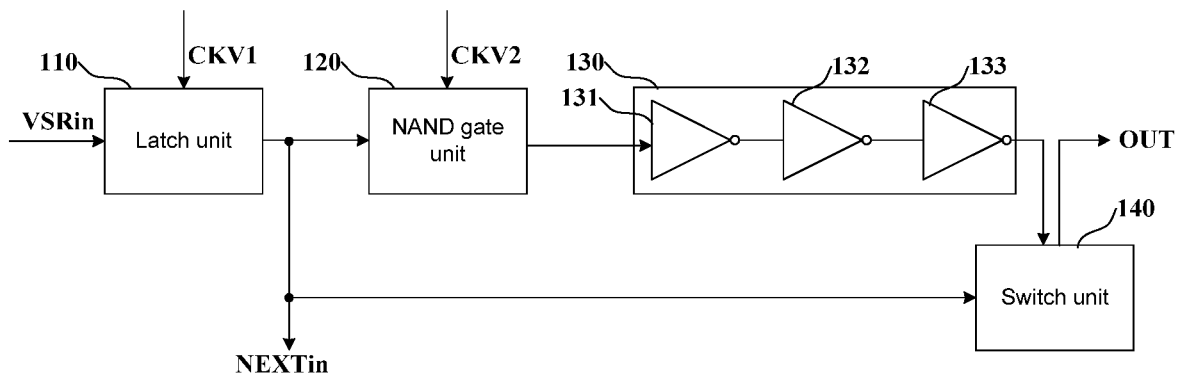 110
CKV1
120
CKV2
130
131
132
133
VSRin
Latch unit
NAND gate
unit
OUT
140
Switch unit
NEXTin